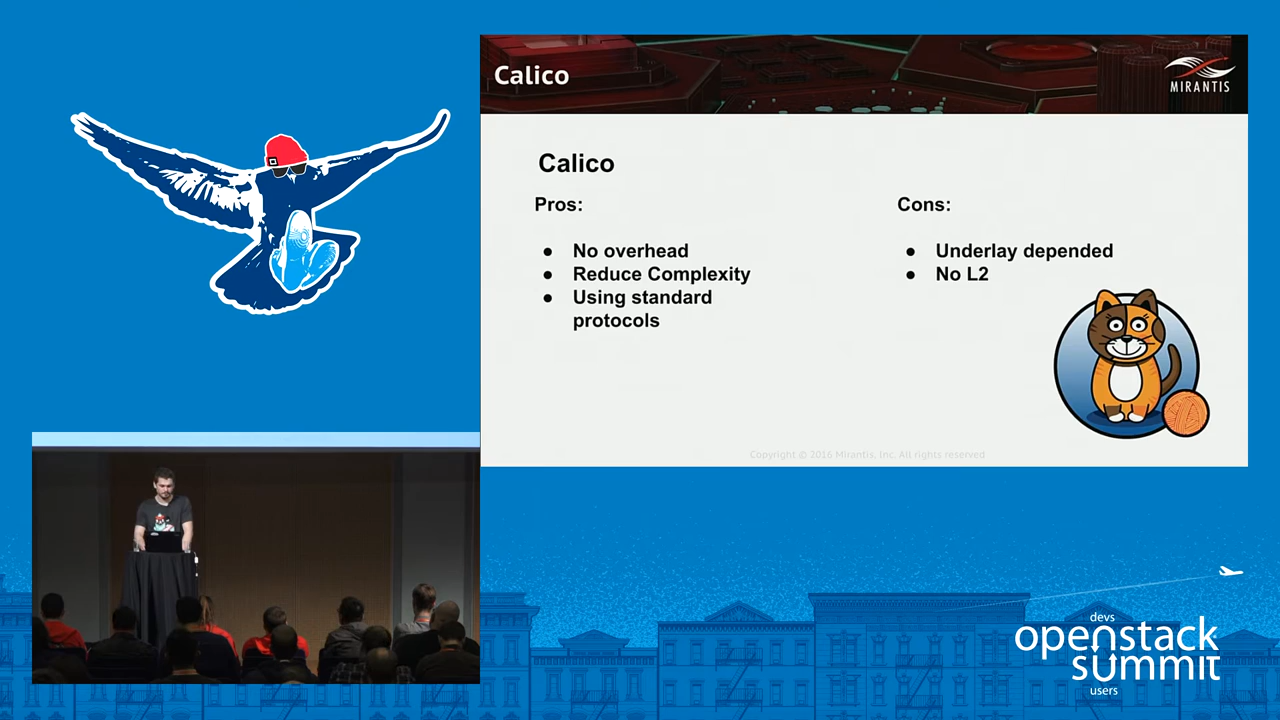 Calico
MIRANTIS
Calico
Pros:
● No overhead
● Reduce Complexity
● Using standard
protocols
Cons:
● Underlay depended
● No L2
Copyright © 2016 Mirantis, Inc. All rights reserved
devs
openstack
summit
users